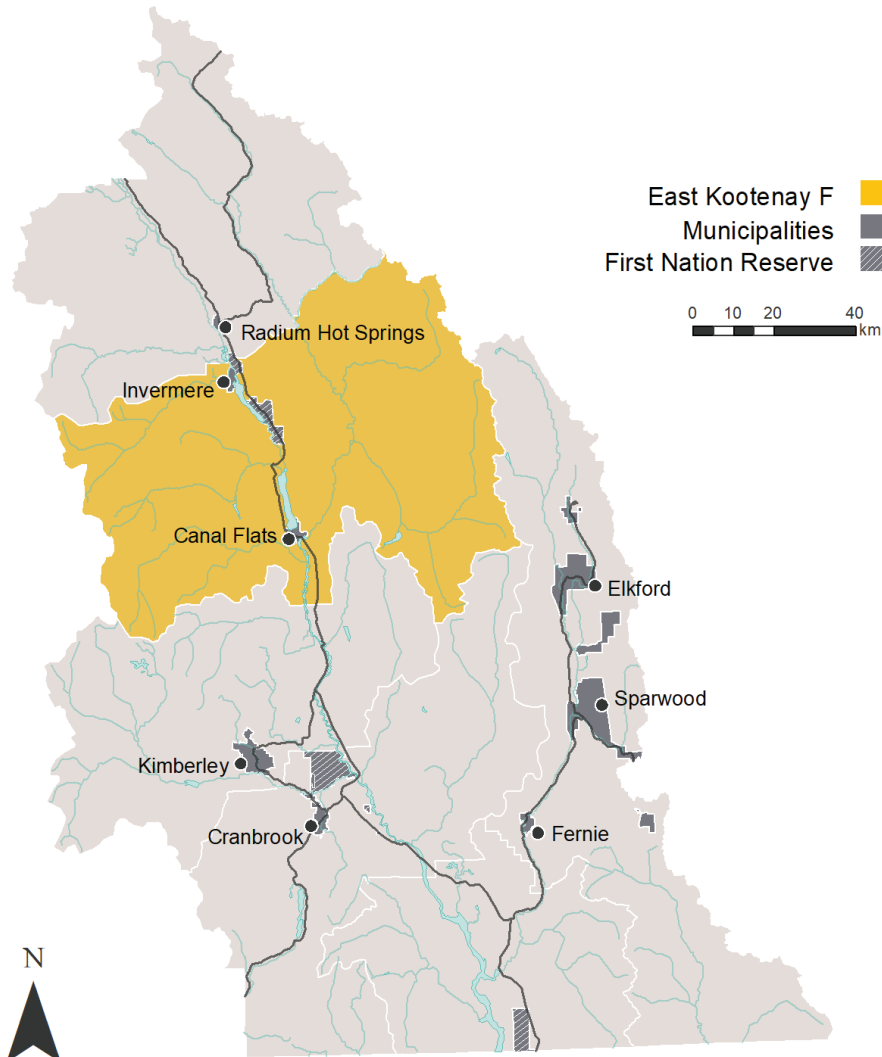 East Kootenay F
Municipalities
First Nation Reserve
0 10 20 40
km
Radium Hot Springs
Invermere
Canal Flats
Elkford
Sparwood
Kimberley
Cranbrook
Fernie
N